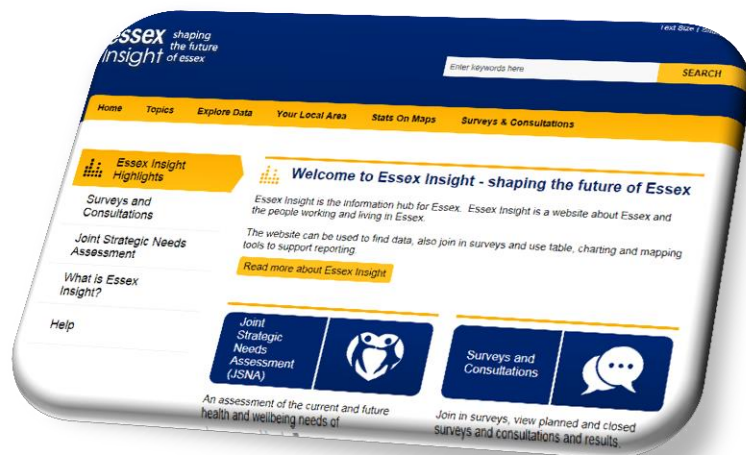 essex shaping
insight the future
of essex
Text Size |
Enter keywords here
SEARCH
Home Topics Explore Data Your Local Area Stats On Maps Surveys & Consultations
Essex Insight
Highlights
Surveys and
Consultations
Joint Strategic Needs
Assessment
What is Essex
Insight?
Help
Welcome to Essex Insight - shaping the future of Essex
Essex Insight is the information hub for Essex. Essex Insight is a website about Essex and
the people working and living in Essex.
The website can be used to find data, also join in surveys and use table, charting and mapping
tools to support reporting.
Read more about Essex Insight
Joint
Strategic
Needs
Assessment
(JSNA)
An assessment of the current and future
health and wellbeing needs of
Surveys and
Consultations
Join in surveys, view planned and closed
surveys and consultations and results.